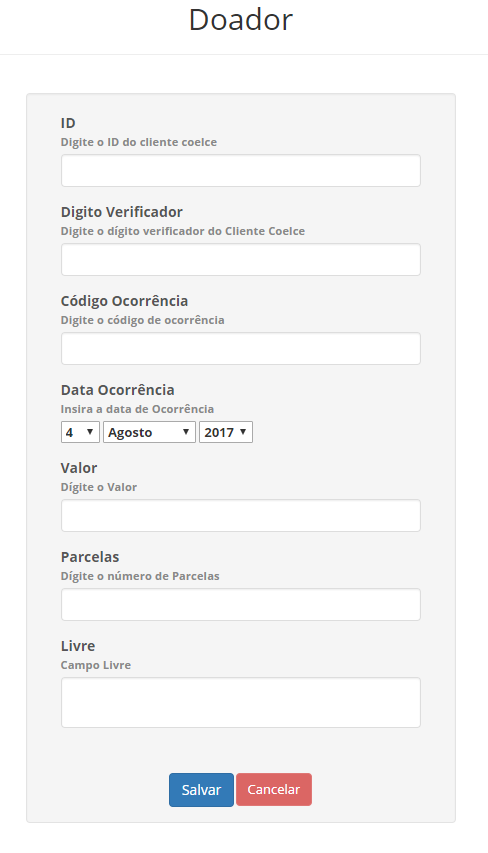 Doador
ID
Digite o ID do cliente coelce
Digito Verificador
Digite o dígito verificador do Cliente Coelce
Código Ocorrência
Digite o código de ocorrência
Data Ocorrência
Insira a data de Ocorrência
4 Agosto 2017
Valor
Dígite o Valor
Parcelas
Dígite o número de Parcelas
Livre
Campo Livre
Salvar Cancelar